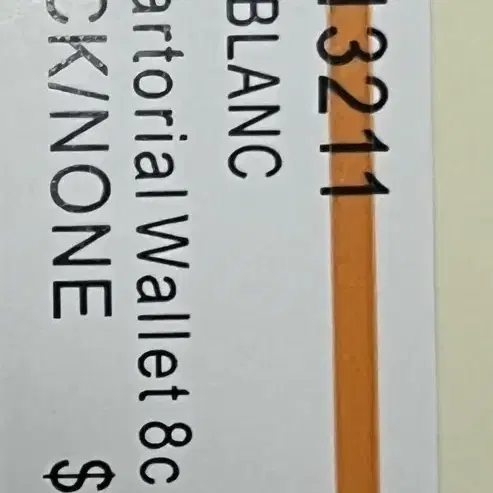 13211
BLANC
artorial Wallet 8c
CK/NONE
$